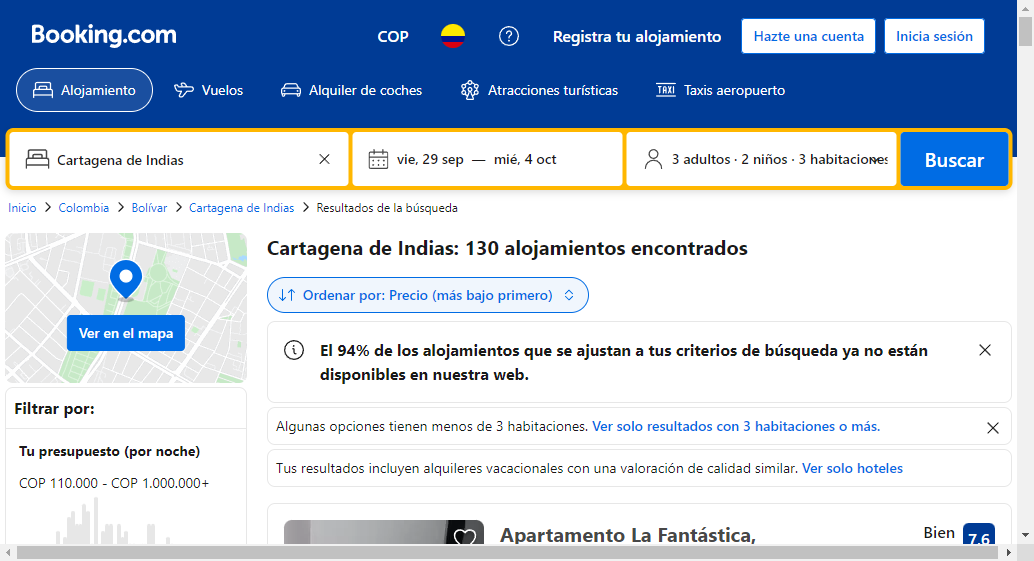 Booking.com
COP
Registra tu alojamiento
Hazte una cuenta
Inicia sesión
Alojamiento
Vuelos
Alquiler de coches
Atracciones turísticas
TAXI
Taxis aeropuerto
Cartagena de Indias
vie, 29 sep — mié, 4 oct
3 adultos · 2 niños · 3 habitaciones
Buscar
Inicio > Colombia > Bolívar > Cartagena de Indias > Resultados de la búsqueda
Ver en el mapa
Filtrar por:
Tu presupuesto (por noche)
COP 110.000 - COP 1.000.000+
Cartagena de Indias: 130 alojamientos encontrados
Ordenar por: Precio (más bajo primero)
El 94% de los alojamientos que se ajustan a tus criterios de búsqueda ya no están
disponibles en nuestra web.
Algunas opciones tienen menos de 3 habitaciones. Ver solo resultados con 3 habitaciones o más.
Tus resultados incluyen alquileres vacacionales con una valoración de calidad similar. Ver solo hoteles
Apartamento La Fantástica,
Bien
7,6